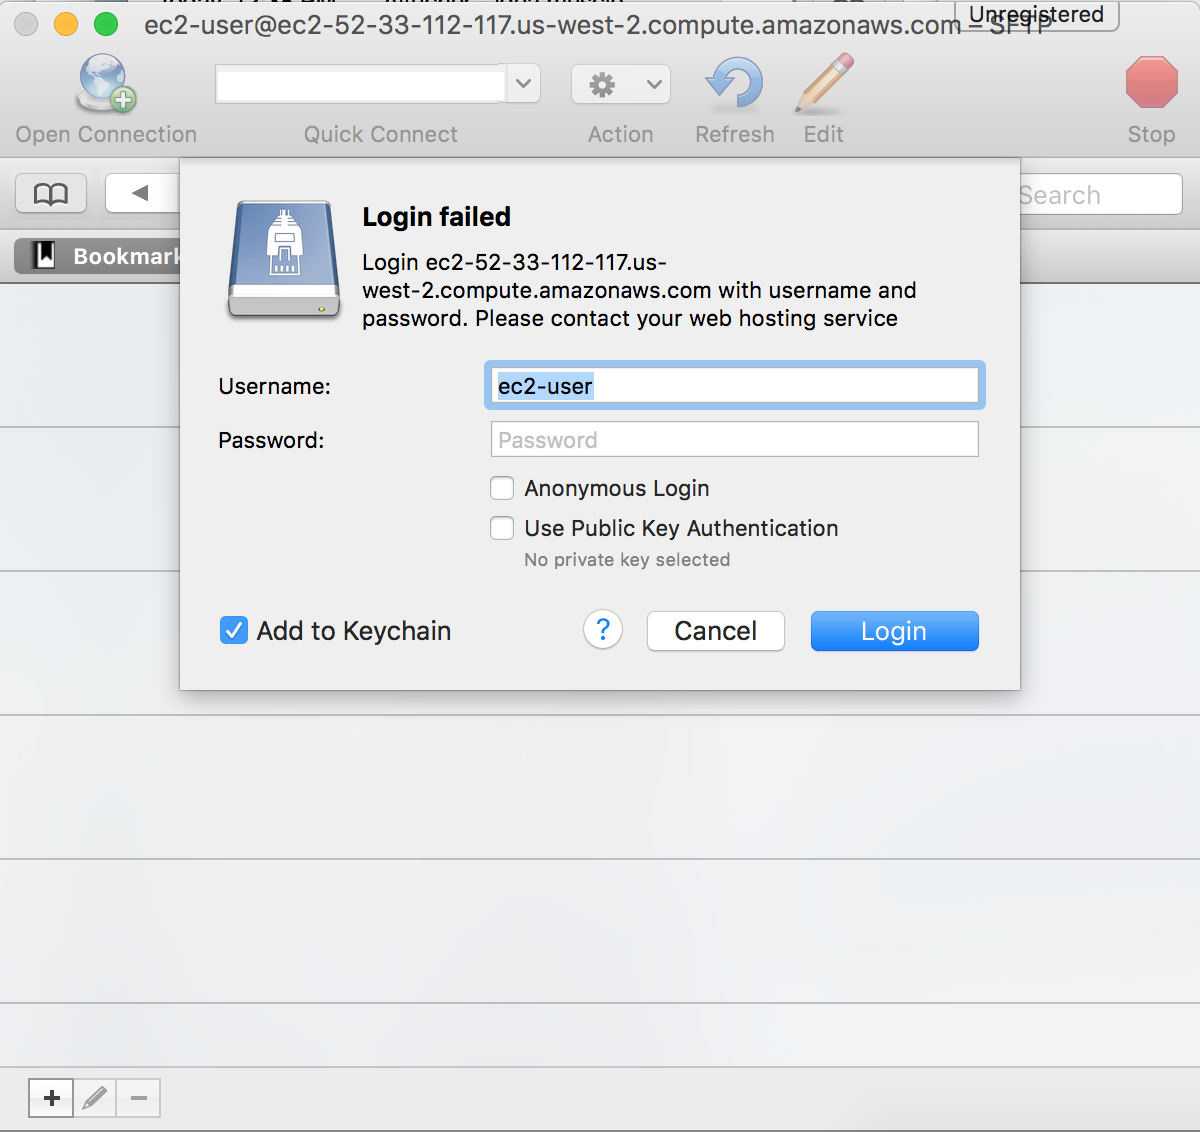 ec2-user@ec2-52-33-112-117.us-west-2.compute.amazonaws.com – SFTP
Unregistered
Open Connection
Quick Connect
Action
Refresh
Edit
Stop
Search
Bookmark
Login failed
Login ec2-52-33-112-117.us-
west-2.compute.amazonaws.com with username and
password. Please contact your web hosting service
Username:
ec2-user
Password:
Password
Anonymous Login
Use Public Key Authentication
No private key selected
Add to Keychain
?
Cancel
Login